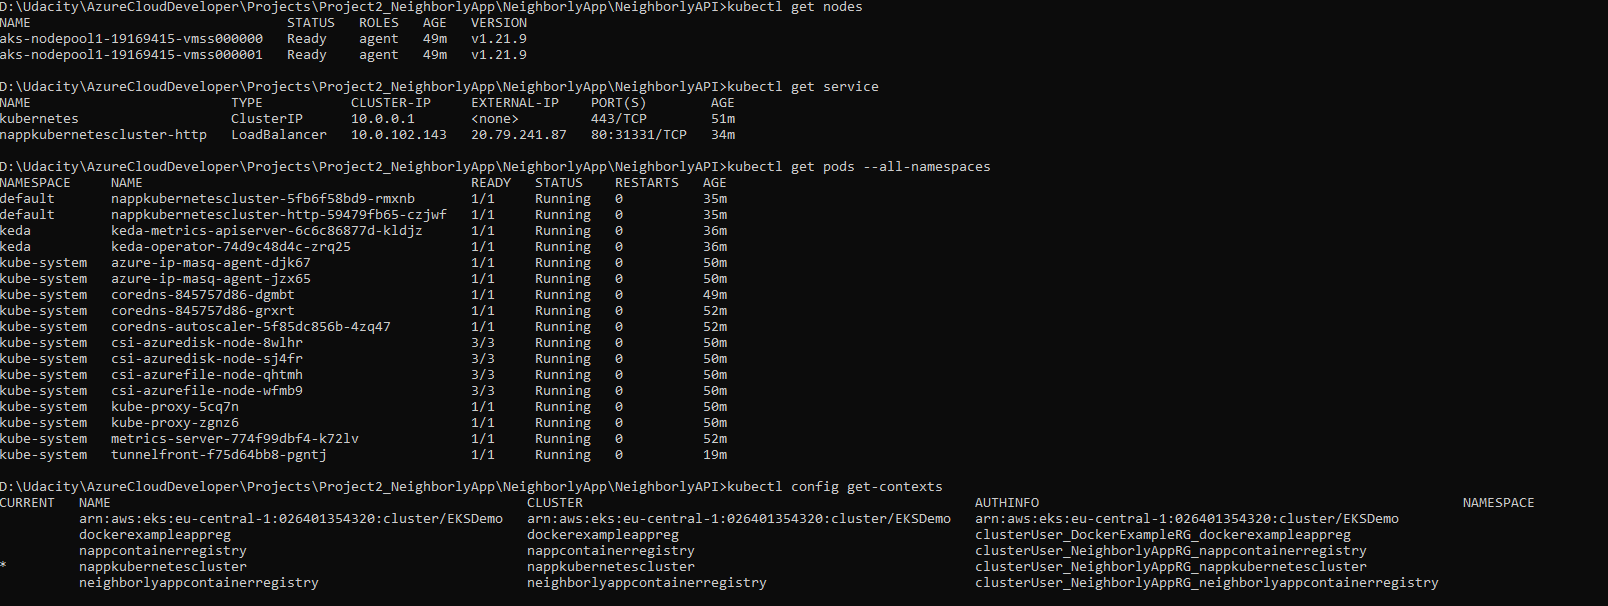 D:\Udacity\AzureCloudDeveloper\Projects\Project2_NeighborlyApp\NeighborlyApp\NeighborlyAPI>kubectl get nodes
NAME STATUS ROLES AGE VERSION
aks-nodepool1-19169415-vmss000000 Ready agent 49m v1.21.9
aks-nodepool1-19169415-vmss000001 Ready agent 49m v1.21.9
D:\Udacity\AzureCloudDeveloper\Projects\Project2_NeighborlyApp\NeighborlyApp\NeighborlyAPI>kubectl get service
NAME TYPE CLUSTER-IP EXTERNAL-IP PORT(S) AGE
kubernetes ClusterIP 10.0.0.1 <none> 443/TCP 51m
nappkubernetescluster-http LoadBalancer 10.0.102.143 20.79.241.87 80:31331/TCP 34m
D:\Udacity\AzureCloudDeveloper\Projects\Project2_NeighborlyApp\NeighborlyApp\NeighborlyAPI>kubectl get pods --all-namespaces
NAMESPACE NAME READY STATUS RESTARTS AGE
default nappkubernetescluster-5fb6f58bd9-rmxnb 1/1 Running 0 35m
default nappkubernetescluster-http-59479fb65-czjwf 1/1 Running 0 35m
keda keda-metrics-apiserver-6c6c86877d-kldjz 1/1 Running 0 36m
keda keda-operator-74d9c48d4c-zrq25 1/1 Running 0 36m
kube-system azure-ip-masq-agent-djk67 1/1 Running 0 50m
kube-system azure-ip-masq-agent-jzx65 1/1 Running 0 50m
kube-system coredns-845757d86-dgmbt 1/1 Running 0 49m
kube-system coredns-845757d86-grxrt 1/1 Running 0 52m
kube-system coredns-autoscaler-5f85dc856b-4zq47 1/1 Running 0 52m
kube-system csi-azuredisk-node-8wlhr 3/3 Running 0 50m
kube-system csi-azuredisk-node-sj4fr 3/3 Running 0 50m
kube-system csi-azurefile-node-qhtmh 3/3 Running 0 50m
kube-system csi-azurefile-node-wfmb9 3/3 Running 0 50m
kube-system kube-proxy-5cq7n 1/1 Running 0 50m
kube-system kube-proxy-zgnz6 1/1 Running 0 50m
kube-system metrics-server-774f99dbf4-k72lv 1/1 Running 0 52m
kube-system tunnelfront-f75d64bb8-pgntj 1/1 Running 0 19m
D:\Udacity\AzureCloudDeveloper\Projects\Project2_NeighborlyApp\NeighborlyApp\NeighborlyAPI>kubectl config get-contexts
CURRENT NAME CLUSTER AUTHINFO NAMESPACE
arn:aws:eks:eu-central-1:026401354320:cluster/EKSDemo arn:aws:eks:eu-central-1:026401354320:cluster/EKSDemo arn:aws:eks:eu-central-1:026401354320:cluster/EKSDemo
dockerexampleappreg dockerexampleappreg clusterUser_DockerExampleRG_dockerexampleappreg
nappcontainerregistry nappcontainerregistry clusterUser_NeighborlyAppRG_nappcontainerregistry
* nappkubernetescluster nappkubernetescluster clusterUser_NeighborlyAppRG_nappkubernetescluster
neighborlyappcontainerregistry neighborlyappcontainerregistry clusterUser_NeighborlyAppRG_neighborlyappcontainerregistry